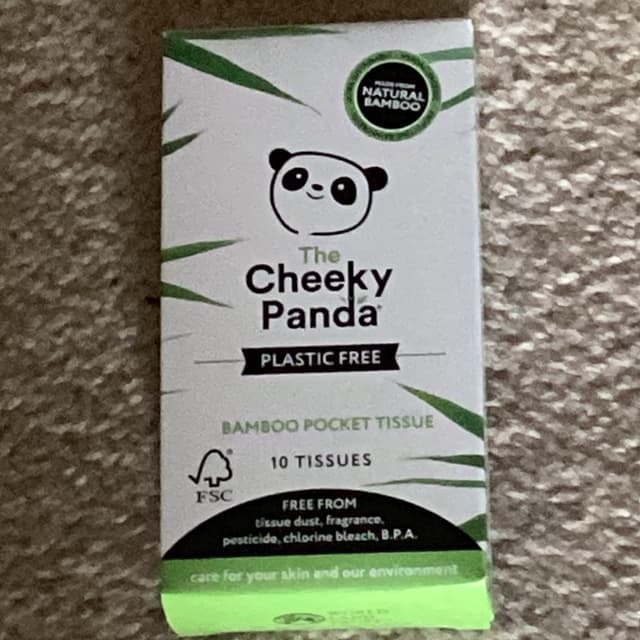 NATURAL
BAMBOO
The
Cheeky
Panda
PLASTIC FREE
BAMBOO POCKET TISSUE
10 TISSUES
FSC®
FREE FROM
tissue dust, fragrance,
pesticide, chlorine bleach, B.P.A.
care for your skin and our environment